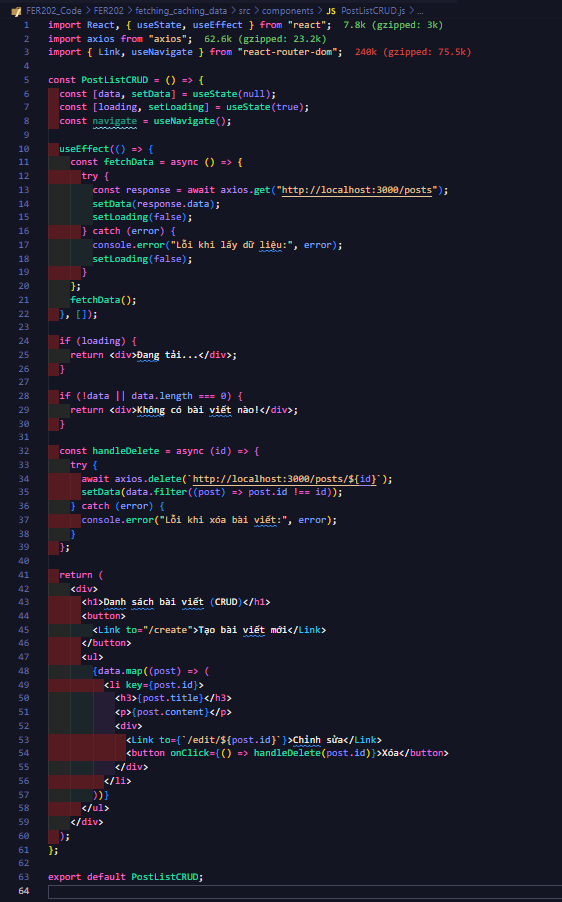 FER202_Code > FER202 > fetching_caching_data > src > components > JS PostListCRUD.js > ...
1 import React, { useState, useEffect } from "react"; 7.8k (gzipped: 3k)
2 import axios from "axios"; 62.6k (gzipped: 23.2k)
3 import { Link, useNavigate } from "react-router-dom"; 240k (gzipped: 75.5k)
4
5 const PostListCRUD = () => {
6 const [data, setData] = useState(null);
7 const [loading, setLoading] = useState(true);
8 const navigate = useNavigate();
9
10 useEffect(() => {
11 const fetchData = async () => {
12 try {
13 const response = await axios.get("http://localhost:3000/posts");
14 setData(response.data);
15 setLoading(false);
16 } catch (error) {
17 console.error("Lỗi khi lấy dữ liệu:", error);
18 setLoading(false);
19 }
20 };
21 fetchData();
22 }, []);
23
24 if (loading) {
25 return <div>Đang tải...</div>;
26 }
27
28 if (!data || data.length === 0) {
29 return <div>Không có bài viết nào!</div>;
30 }
31
32 const handleDelete = async (id) => {
33 try {
34 await axios.delete(`http://localhost:3000/posts/${id}`);
35 setData(data.filter((post) => post.id !== id));
36 } catch (error) {
37 console.error("Lỗi khi xóa bài viết:", error);
38 }
39 };
40
41 return (
42 <div>
43 <h1>Danh sách bài viết (CRUD)</h1>
44 <button>
45 <Link to="/create">Tạo bài viết mới</Link>
46 </button>
47 <ul>
48 {data.map((post) => (
49 <li key={post.id}>
50 <h3>{post.title}</h3>
51 <p>{post.content}</p>
52 <div>
53 <Link to={`/edit/${post.id}`}>Chỉnh sửa</Link>
54 <button onClick={() => handleDelete(post.id)}>Xóa</button>
55 </div>
56 </li>
57 ))}
58 </ul>
59 </div>
60 );
61 };
62
63 export default PostListCRUD;
64